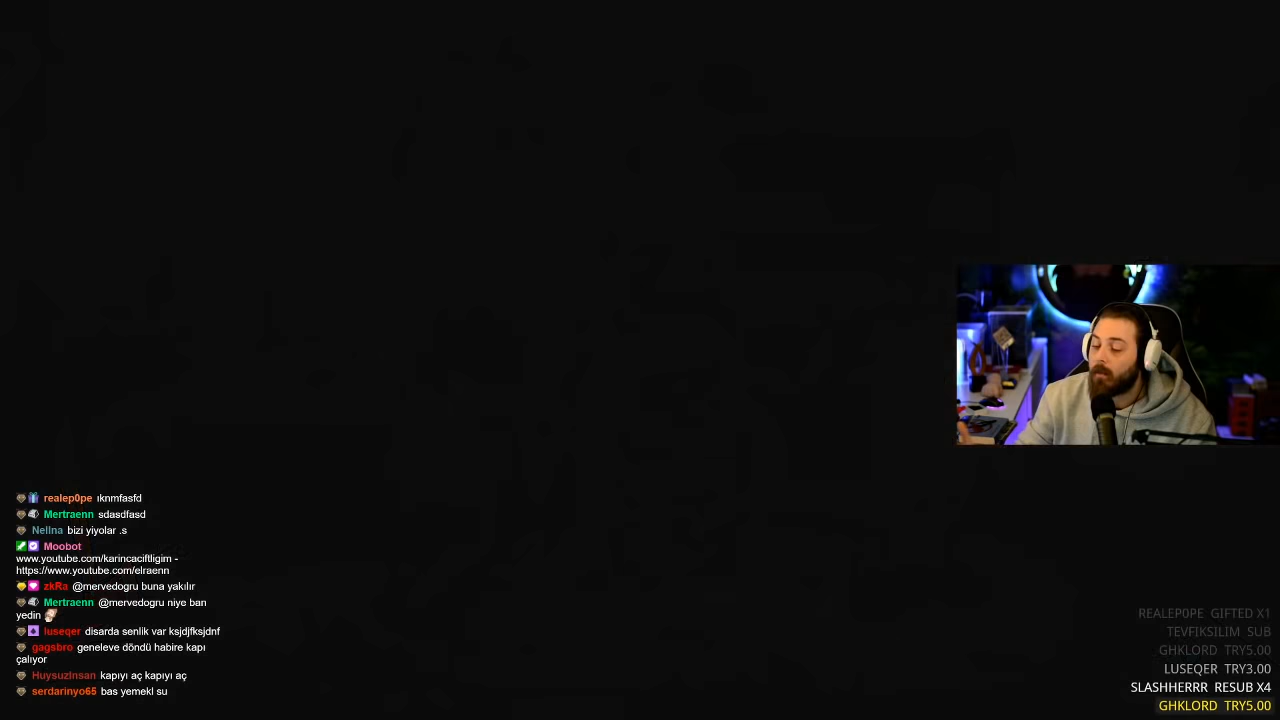 realep0pe ıknmfasfd
Mertraenn sdasdfasd
Nellna bizi yiyolar .s
Moobot
www.youtube.com/karincaciftligim -
https://www.youtube.com/elraenn
zkRa @mervedogru buna yakılır
Mertraenn @mervedogru niye ban
yedin
luseqer disarda senlik var ksjdjfksjdnf
gagsbro geneleve döndü habire kapı
çalıyor
HuysuzInsan kapıyı aç kapıyı aç
serdarinyo65 bas yemekl su
REALEP0PE GIFTED X1
TEVFIKSILIM SUB
GHKLORD TRY5.00
LUSEQER TRY3.00
SLASHHERRR RESUB X4
GHKLORD TRY5.00